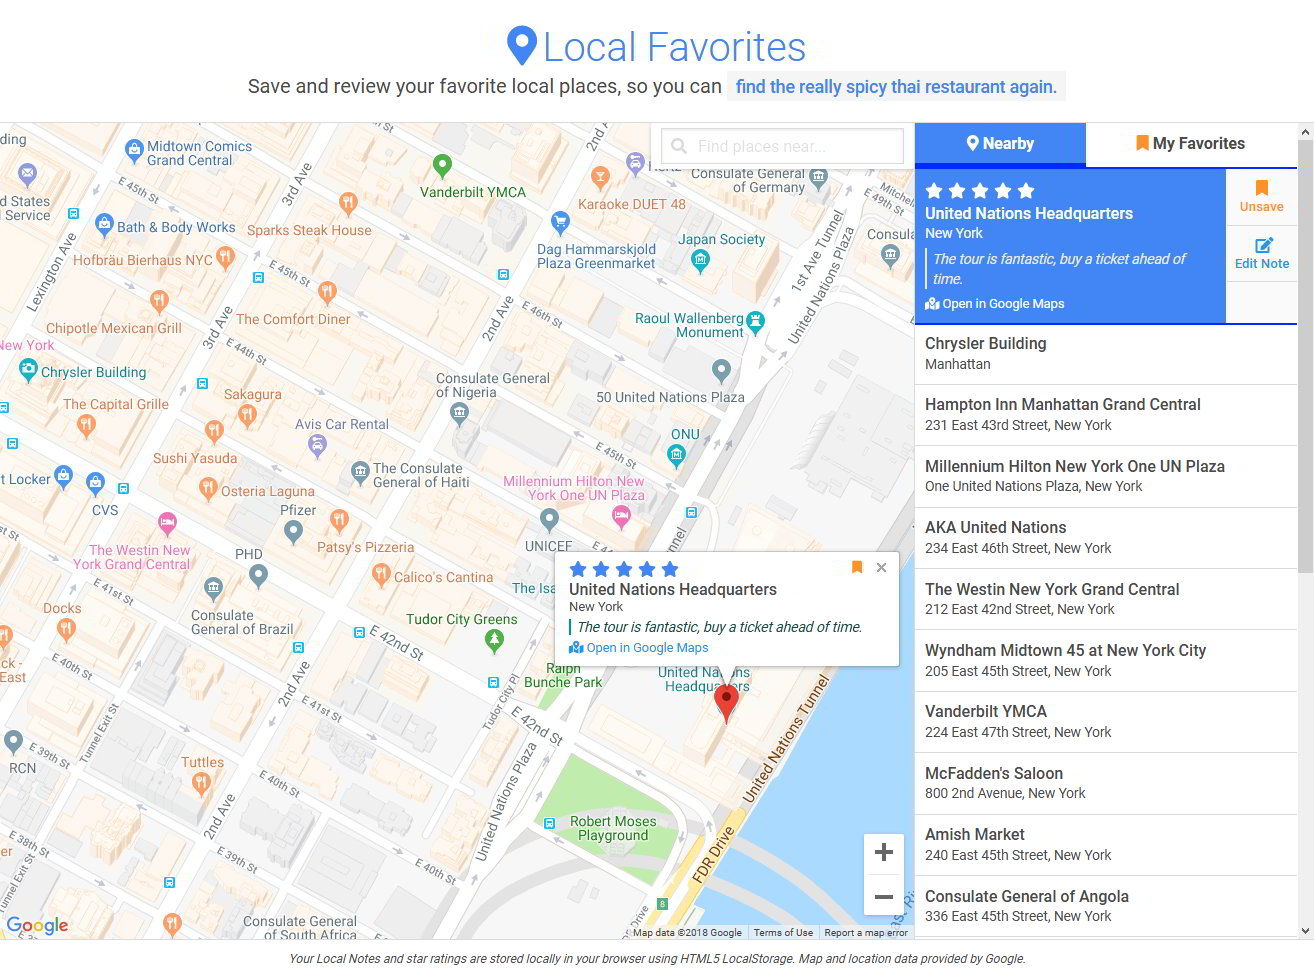 Local Favorites
Save and review your favorite local places, so you can find the really spicy thai restaurant again.
Find places near...
Nearby
My Favorites
United Nations Headquarters
New York
The tour is fantastic, buy a ticket ahead of
time.
Open in Google Maps
Unsave
Edit Note
Chrysler Building
Manhattan
Hampton Inn Manhattan Grand Central
231 East 43rd Street, New York
Millennium Hilton New York One UN Plaza
One United Nations Plaza, New York
AKA United Nations
234 East 46th Street, New York
The Westin New York Grand Central
212 East 42nd Street, New York
Wyndham Midtown 45 at New York City
205 East 45th Street, New York
Vanderbilt YMCA
224 East 47th Street, New York
McFadden's Saloon
800 2nd Avenue, New York
Amish Market
240 East 45th Street, New York
Consulate General of Angola
336 East 45th Street, New York
ding
Midtown Comics
Grand Central
3rd Ave
2nd A
Vanderbilt YMCA
Karaoke DUET 48
Consulate General
of Germany
E 49th St
Mitchel
d States
l Service
E 45th St
Bath & Body Works
Sparks Steak House
Dag Hammarskjold
Plaza Greenmarket
Japan Society
1st Ave Tunnel
United Nations Plaza
Consula
Lexington Ave
Hofbräu Bierhaus NYC
E 45th St
The Comfort Diner
Chipotle Mexican Grill
3rd Ave
2nd Ave
E 46th St
Raoul Wallenberg
Monument
New York
Chrysler Building
E 44th St
Sakagura
Consulate General
of Nigeria
50 United Nations Plaza
The Capital Grille
Avis Car Rental
ONU
E 45th St
Sushi Yasuda
t Locker
CVS
Osteria Laguna
The Consulate
General of Haiti
Millennium Hilton New
York One UN Plaza
Pfizer
The Westin New
York Grand Central
PHD
Patsy's Pizzeria
UNICEF
nnel
E 41st St
Calico's Cantina
The Isa
Docks
Consulate
General of Brazil
Tudor City Greens
United Nations Headquarters
New York
The tour is fantastic, buy a ticket ahead of time.
Open in Google Maps
E 42nd St
E 40th St
East
2nd Ave
Ralph
Bunche Park
United Na ns
Headqu rs
Tudor City Pl
E 41st St
E 42nd St
United Nations Tunnel
Tunnel Exit St
E 39th St
RCN
Tuttles
E 40th St
United Nations Plaza
2nd Ave
Robert Moses
Playground
FDR Drive
E 38th St
er
Tunnel Exit St
E 39th St
E 40th St
8
Drive
Consulate General
of South Africa
Google
Map data ©2018 Google
Terms of Use
Report a map error
Your Local Notes and star ratings are stored locally in your browser using HTML5 LocalStorage. Map and location data provided by Google.